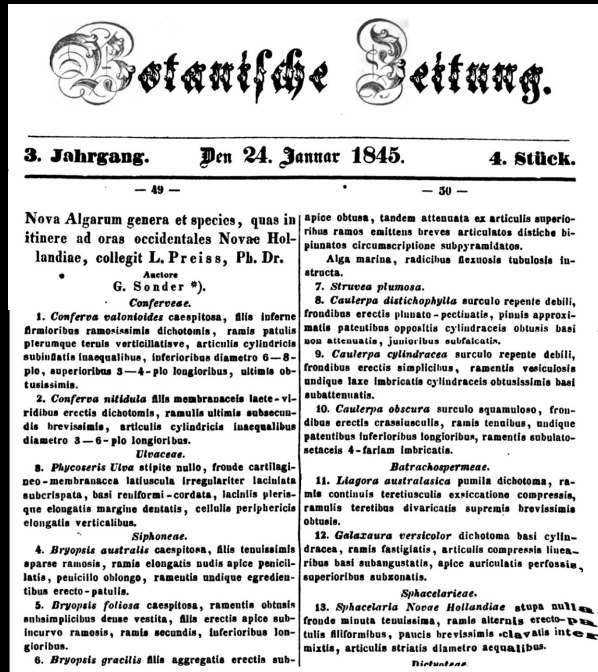 Botanische Zeitung.
3. Jahrgang. Den 24. Januar 1845. 4. Stück.
— 49 —
Nova Algarum genera et species, quas in
itinere ad oras occidentales Novae Hol-
landiae, collegit L. Preiss, Ph. Dr.
Auctore
G. Sonder *).
Conferveae.
1. Conferva valonioides caespitosa, filis inferne
firmioribus ramosissimis dichotomis, ramis patulis
plerumque ternis verticillatisve, articulis cylindricis
subinflatis inaequalibus, inferioribus diametro 6—8-
plo, superioribus 3—4-plo longioribus, ultimis ob-
tusissimis.
2. Conferva nitidula filis membranaceis laete-vi-
ridibus erectis dichotomis, ramulis ultimis subsecun-
dis brevissimis, articulis cylindricis inaequalibus
diametro 3—6-plo longioribus.
Ulvaceae.
3. Phycoseris Ulva stipite nullo, fronde cartilagi-
neo-membranacea latiuscula irregulariter laciniata
subcrispata, basi reniformi-cordata, laciniis pleris-
que elongatis margine dentatis, cellulis periphericis
elongatis verticalibus.
Siphoneae.
4. Bryopsis australis caespitosa, filis tenuissimis
sparse ramosis, ramis elongatis nudis apice penicil-
latis, penicillo oblongo, ramentis undique egredien-
tibus erecto-patulis.
5. Bryopsis foliosa caespitosa, ramentis obtusis
subsimplicibus dense vestita, filis erectis apice sub-
incurvo ramosis, ramis secundis, inferioribus lon-
gioribus.
6. Bryopsis gracilis filis aggregatis erectis sub-
— 50 —
apice obtusa, tandem attenuata ex articulis superio-
ribus ramos emittens breves articulatos distiche bi-
pinnatos circumscriptione subpyramidatos.
Alga marina, radicibus flexuosis tubulosis in-
structa.
7. Struvea plumosa.
8. Caulerpa distichophylla surculo repente debili,
frondibus erectis pinnato-pectinatis, pinnis approxi-
matis patentibus oppositis cylindraceis obtusis basi
non attenuatis, junioribus subfalcatis.
9. Caulerpa cylindracea surculo repente debili,
frondibus erectis simplicibus, ramentis vesiculosis
undique laxe imbricatis cylindraceis obtusissimis basi
subattenuatis.
10. Caulerpa obscura surculo squamuloso, fron-
dibus erectis crassiusculis, ramis tenuibus, undique
patentibus inferioribus longioribus, ramentis subulato-
setaceis 4-fariam imbricatis.
Batrachospermeae.
11. Liagora australasica pumila dichotoma, ra-
mis continuis teretiusculis exsiccatione compressis,
ramulis teretibus divaricatis supremis brevissimis
obtusis.
12. Galaxaura versicolor dichotoma basi cylin-
dracea, ramis fastigiatis, articulis compressis linea-
ribus basi subangustatis, apice auriculatis perfossis,
superioribus subzonatis.
Sphacelarieae.
13. Sphacelaria Novae Hollandiae stupa nulla,
fronde minuta tenuissima, ramis alternis erecto-pa-
tulis filiformibus, paucis brevissimis clavatis inter-
mixtis, articulis striatis diametro aequalibus.
Dictyoteae.